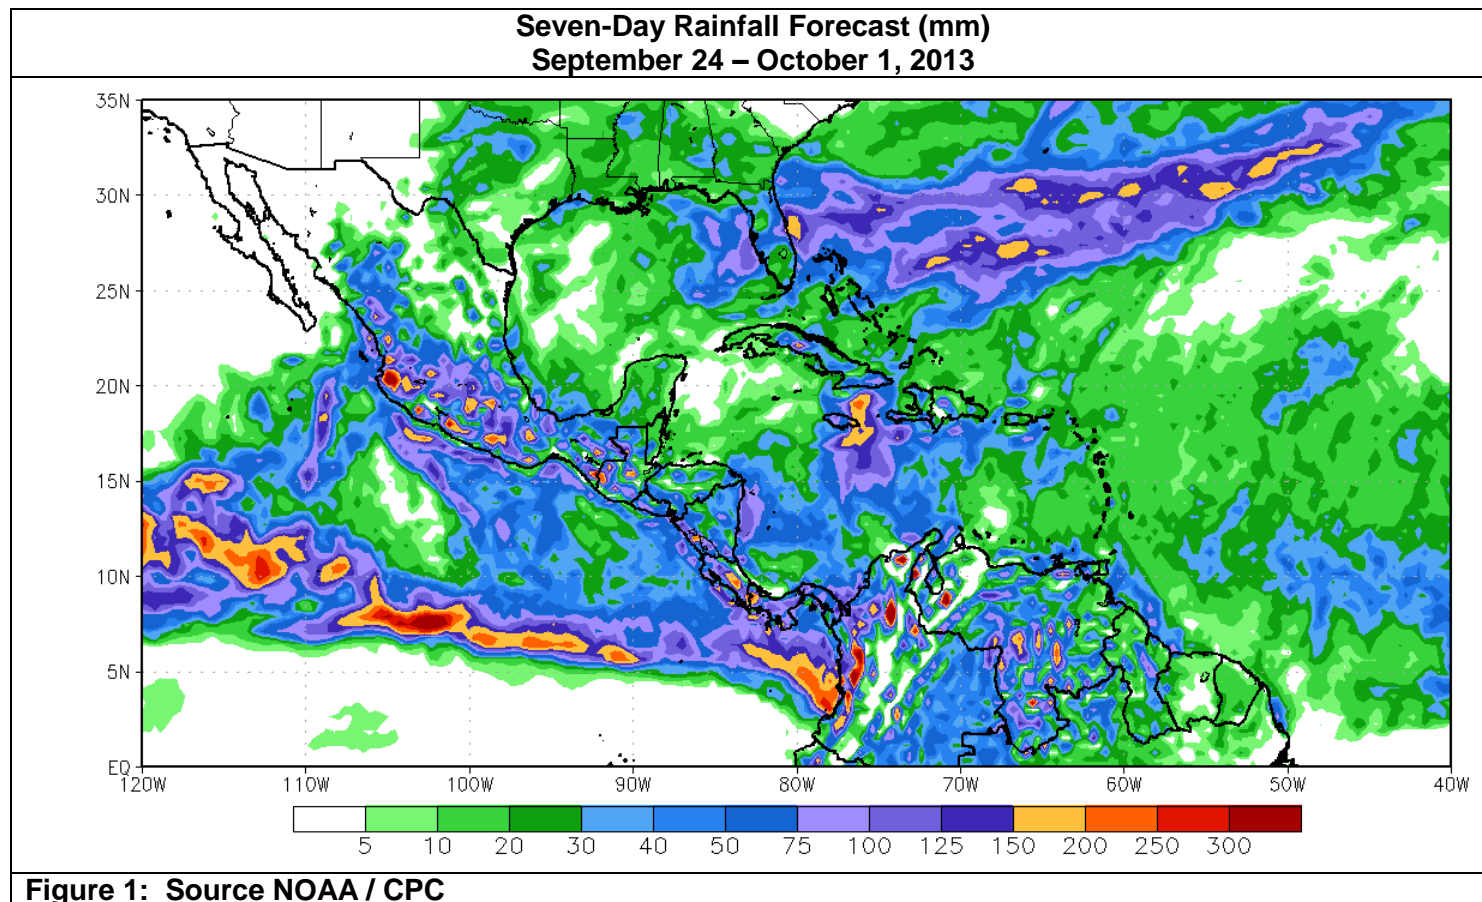 Seven-Day Rainfall Forecast (mm)
September 24 – October 1, 2013
35N
30N
25N
20N
15N
10N
5N
EQ
120W 110W 100W 90W 80W 70W 60W 50W 40W
5 10 20 30 40 50 75 100 125 150 200 250 300
Figure 1: Source NOAA / CPC